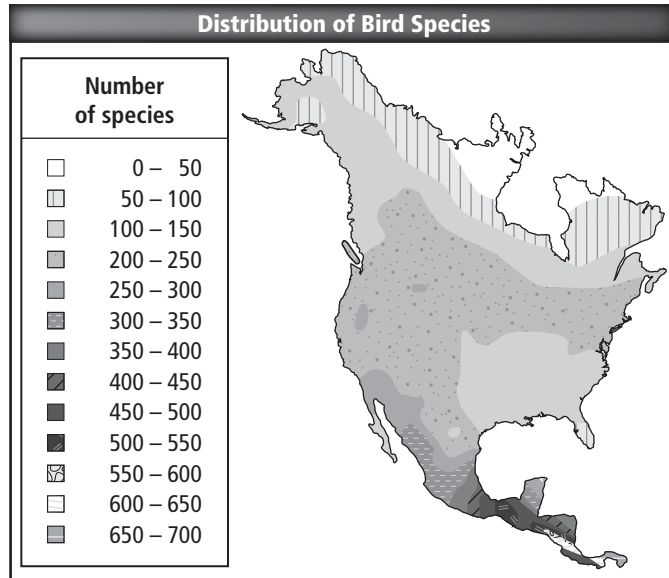 Distribution of Bird Species
Number
of species
0 – 50
50 – 100
100 – 150
200 – 250
250 – 300
300 – 350
350 – 400
400 – 450
450 – 500
500 – 550
550 – 600
600 – 650
650 – 700